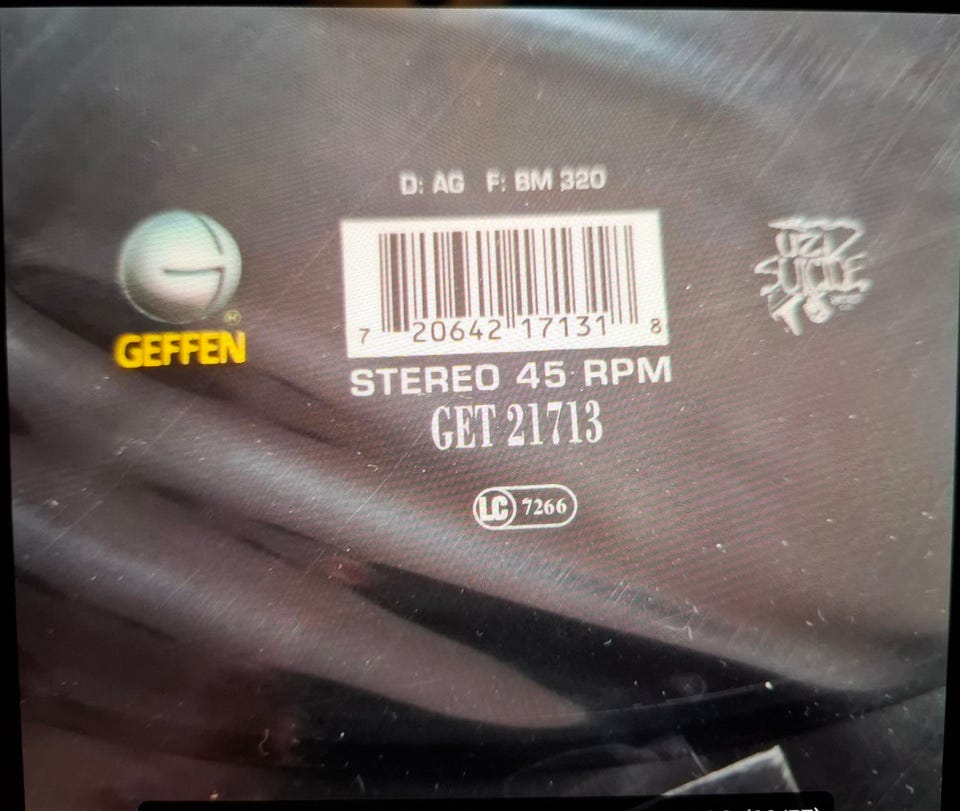 D: AG F: BM 320
7 20642 17131 8
GEFFEN ®
UZI SUICIDE
STEREO 45 RPM
GET 21713
LC 7266